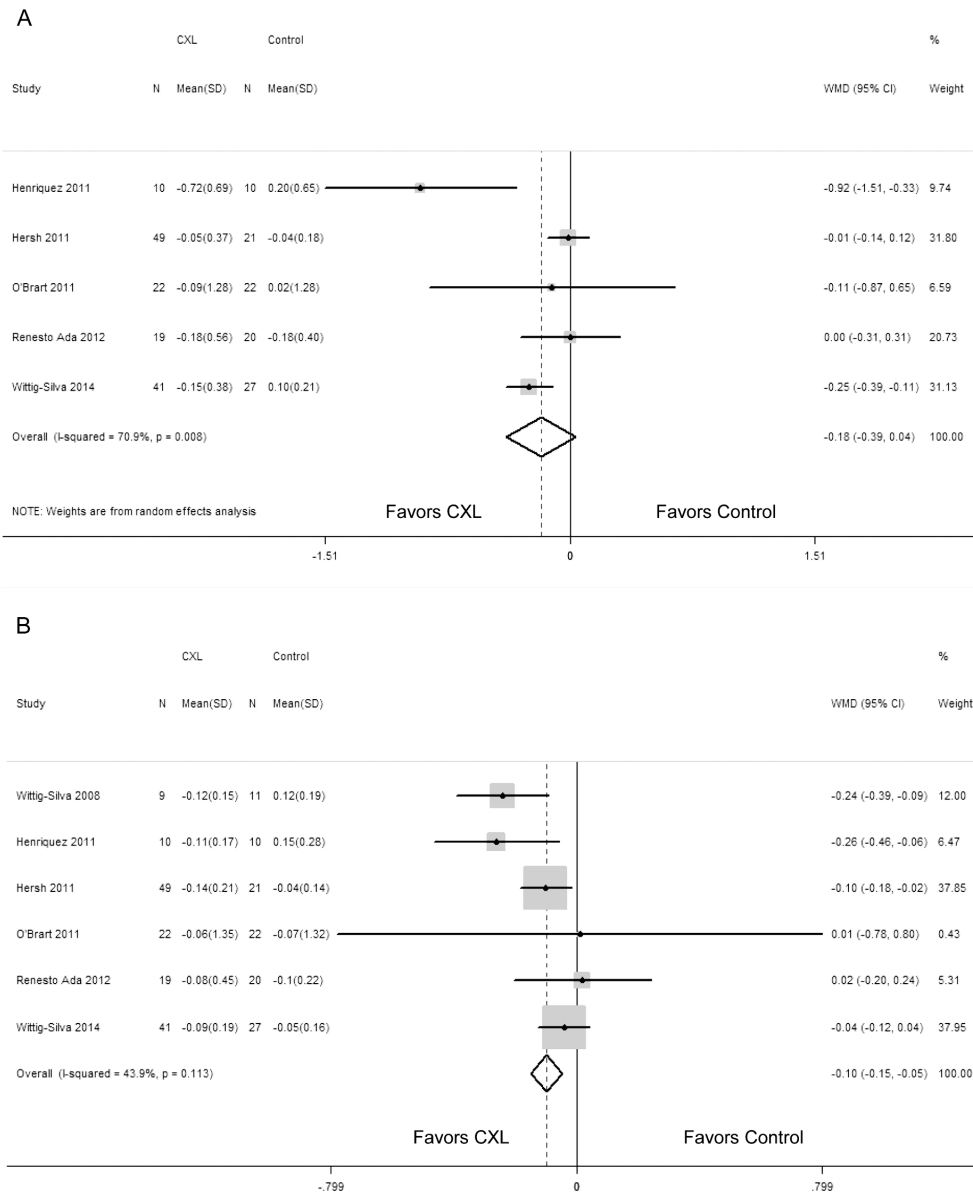 A
CXL Control %
Study N Mean(SD) N Mean(SD) WMD (95% CI) Weight
Henriquez 2011 10 -0.72(0.69) 10 0.20(0.65) -0.92 (-1.51, -0.33) 9.74
Hersh 2011 49 -0.05(0.37) 21 -0.04(0.18) -0.01 (-0.14, 0.12) 31.80
O'Brart 2011 22 -0.09(1.28) 22 0.02(1.28) -0.11 (-0.87, 0.65) 6.59
Renesto Ada 2012 19 -0.18(0.56) 20 -0.18(0.40) 0.00 (-0.31, 0.31) 20.73
Wittig-Silva 2014 41 -0.15(0.38) 27 0.10(0.21) -0.25 (-0.39, -0.11) 31.13
Overall (I-squared = 70.9%, p = 0.008) -0.18 (-0.39, 0.04) 100.00
NOTE: Weights are from random effects analysis Favors CXL Favors Control
-1.51 0 1.51
B
CXL Control %
Study N Mean(SD) N Mean(SD) WMD (95% CI) Weight
Wittig-Silva 2008 9 -0.12(0.15) 11 0.12(0.19) -0.24 (-0.39, -0.09) 12.00
Henriquez 2011 10 -0.11(0.17) 10 0.15(0.28) -0.26 (-0.46, -0.06) 6.47
Hersh 2011 49 -0.14(0.21) 21 -0.04(0.14) -0.10 (-0.18, -0.02) 37.85
O'Brart 2011 22 -0.06(1.35) 22 -0.07(1.32) 0.01 (-0.78, 0.80) 0.43
Renesto Ada 2012 19 -0.08(0.45) 20 -0.1(0.22) 0.02 (-0.20, 0.24) 5.31
Wittig-Silva 2014 41 -0.09(0.19) 27 -0.05(0.16) -0.04 (-0.12, 0.04) 37.95
Overall (I-squared = 43.9%, p = 0.113) -0.10 (-0.15, -0.05) 100.00
Favors CXL Favors Control
-.799 0 .799